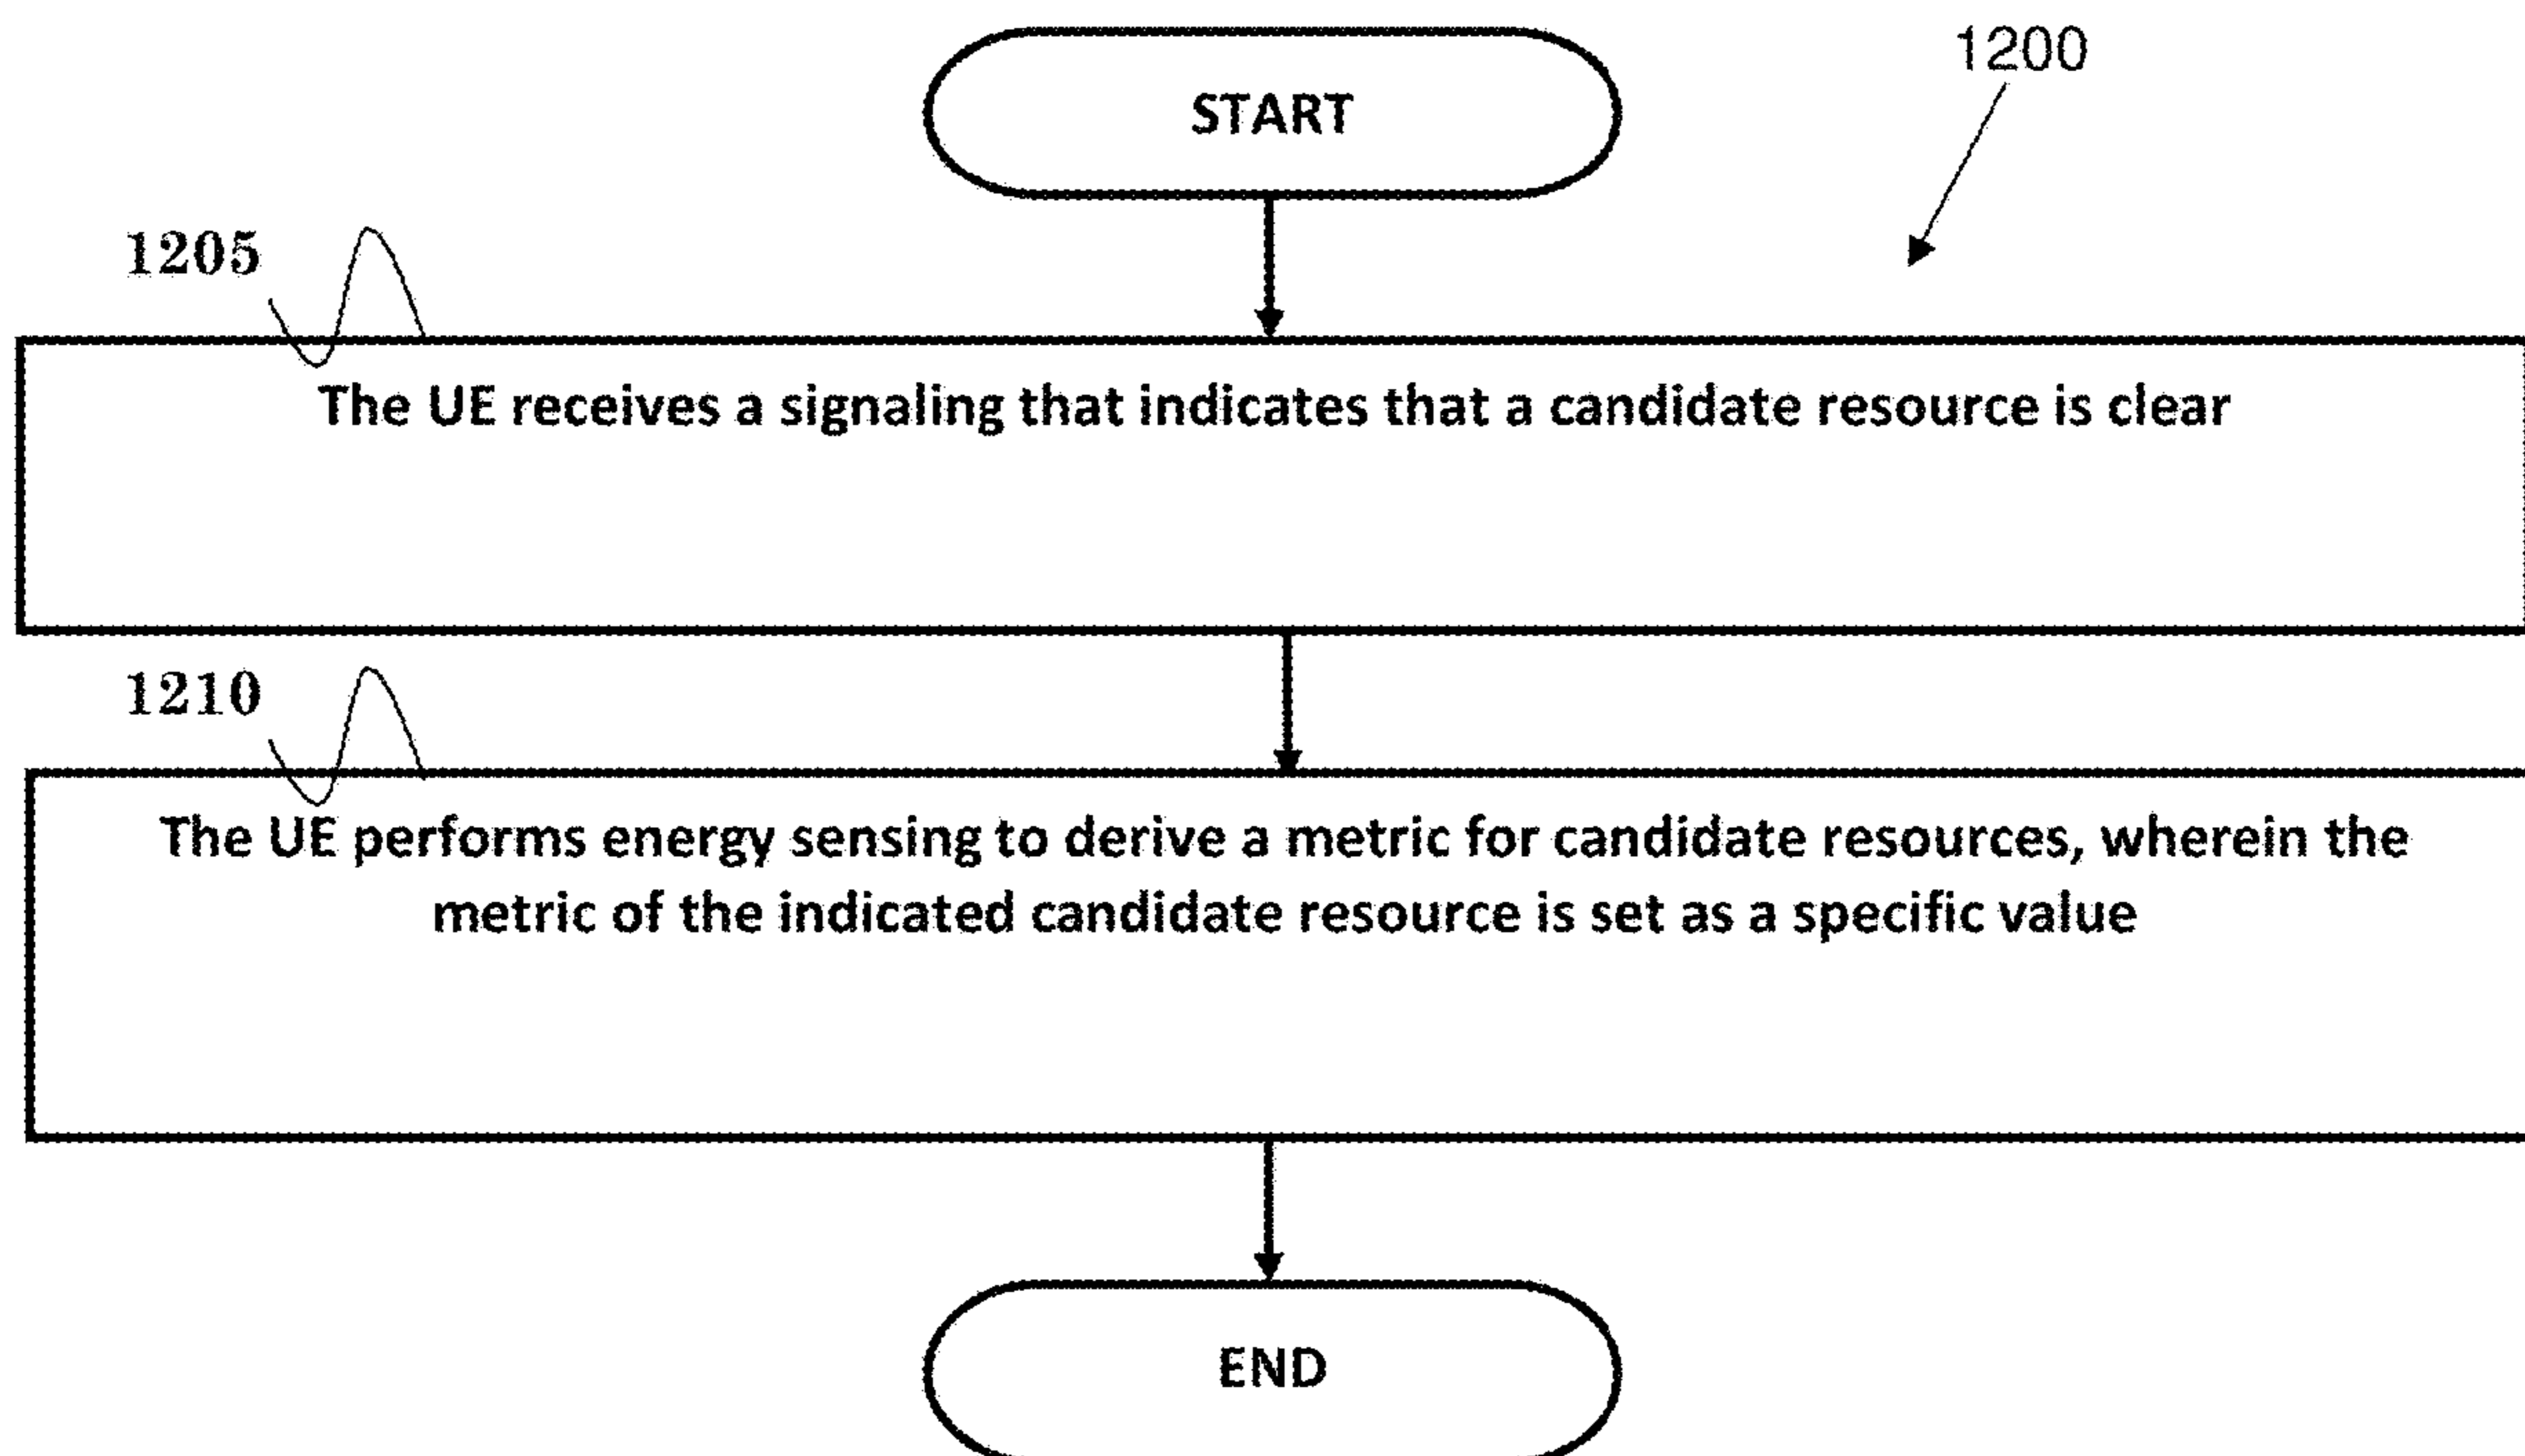 START
1200
1205
The UE receives a signaling that indicates that a candidate resource is clear
1210
The UE performs energy sensing to derive a metric for candidate resources, wherein the
metric of the indicated candidate resource is set as a specific value
END